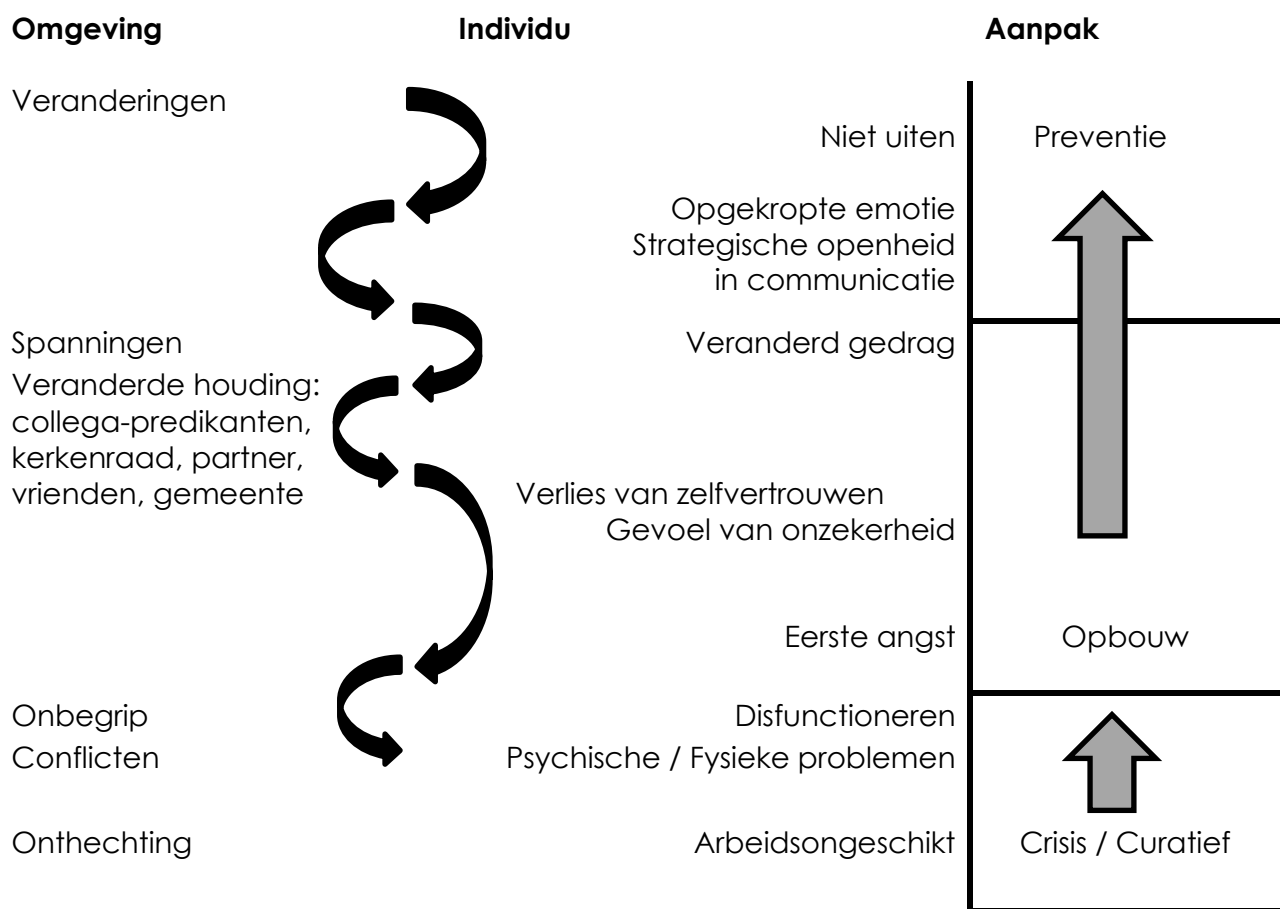 Omgeving Individu Aanpak
Veranderingen
Niet uiten Preventie
Opgekropte emotie
Strategische openheid
in communicatie
Spanningen Veranderd gedrag
Veranderde houding:
collega-predikanten,
kerkenraad, partner,
vrienden, gemeente Verlies van zelfvertrouwen
Gevoel van onzekerheid
Eerste angst Opbouw
Onbegrip Disfunctioneren
Conflicten Psychische / Fysieke problemen
Onthechting Arbeidsongeschikt Crisis / Curatief